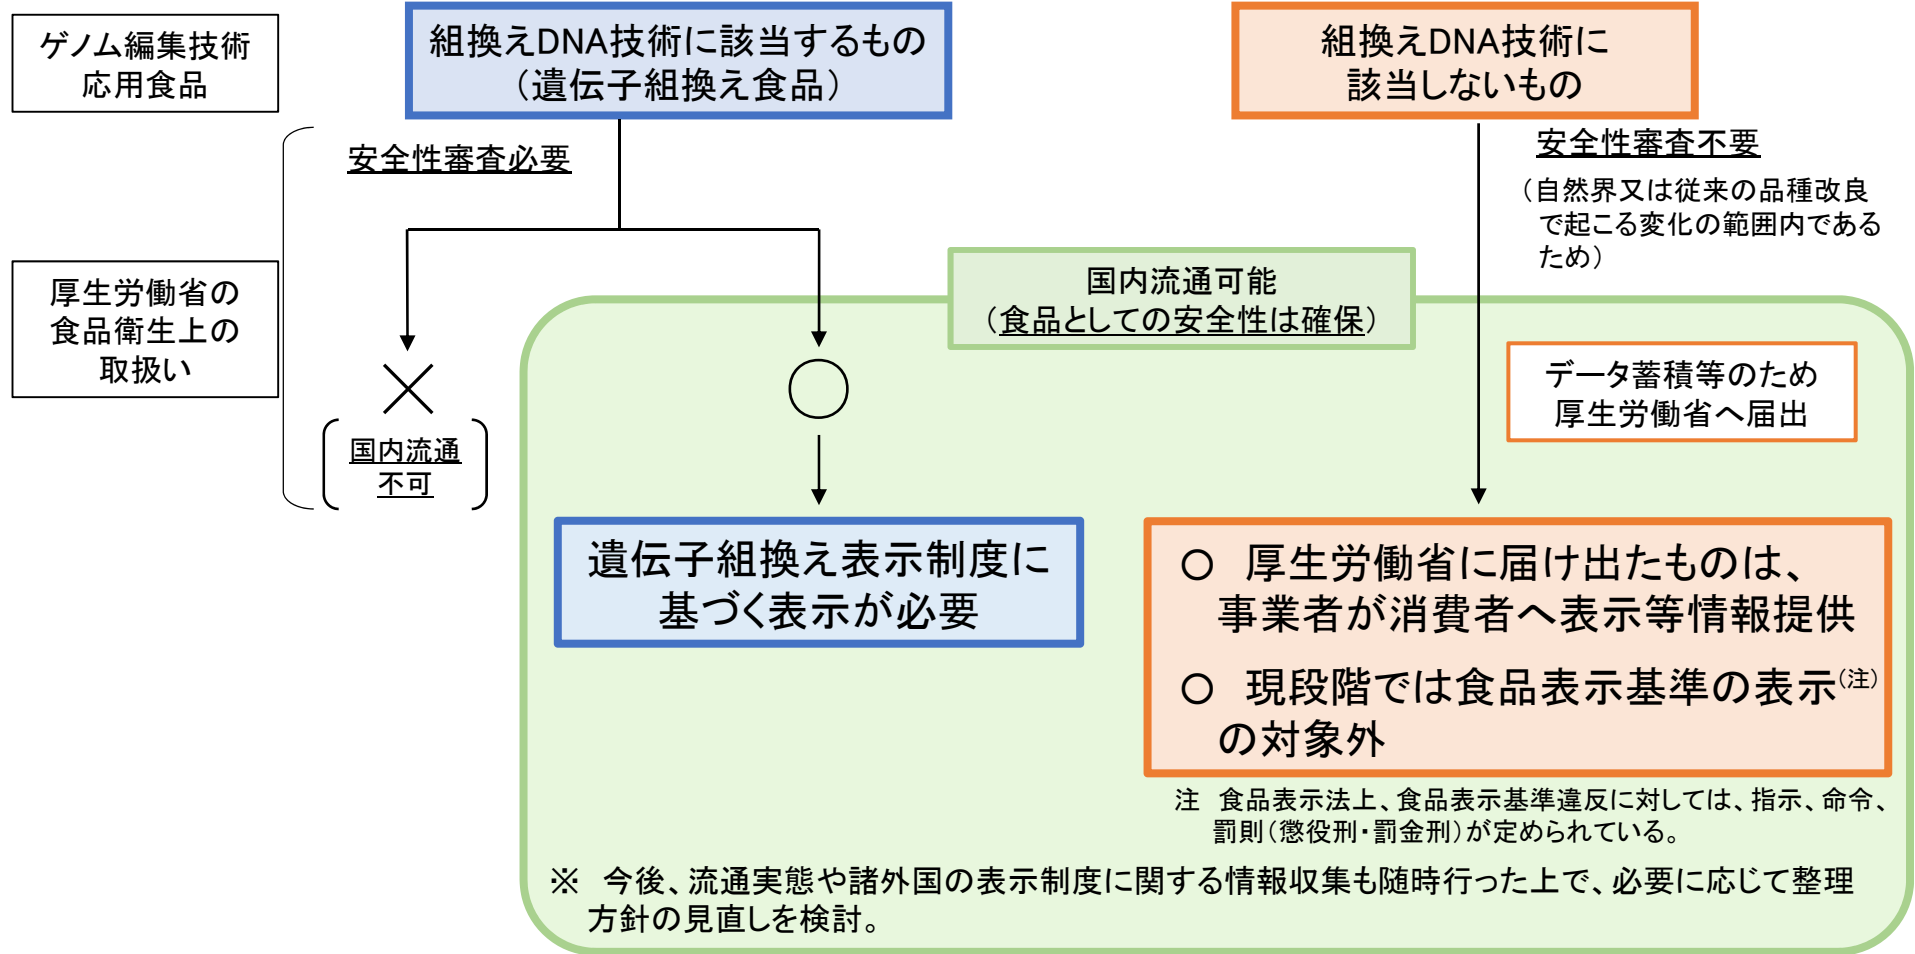 ゲノム編集技術
応用食品
組換えDNA技術に該当するもの
（遺伝子組換え食品）
組換えDNA技術に
該当しないもの
安全性審査必要
安全性審査不要
（自然界又は従来の品種改良
で起こる変化の範囲内である
ため）
厚生労働省の
食品衛生上の
取扱い
国内流通可能
（食品としての安全性は確保）
国内流通
不可
データ蓄積等のため
厚生労働省へ届出
遺伝子組換え表示制度に
基づく表示が必要
○　厚生労働省に届け出たものは、
事業者が消費者へ表示等情報提供
○　現段階では食品表示基準の表示(注)
の対象外
注　食品表示法上、食品表示基準違反に対しては、指示、命令、
罰則（懲役刑・罰金刑）が定められている。
※　今後、流通実態や諸外国の表示制度に関する情報収集も随時行った上で、必要に応じて整理
方針の見直しを検討。